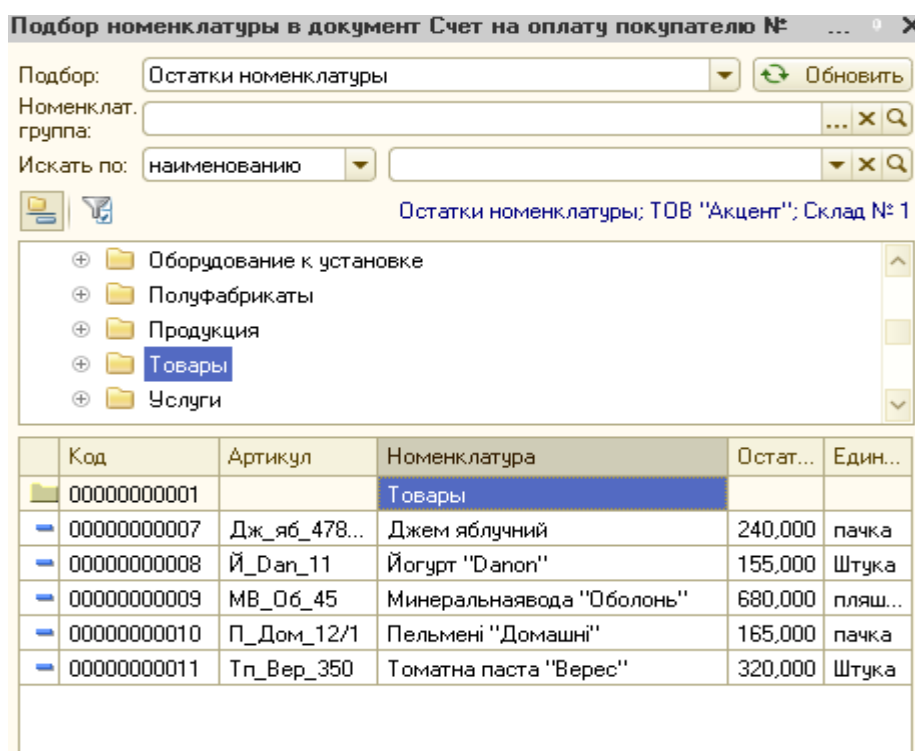 Подбор номенклатуры в документ Счет на оплату покупателю № ...
Подбор: Остатки номенклатуры Обновить
Номенклат. группа: ...
Искать по: наименованию
Остатки номенклатуры; ТОВ "Акцент"; Склад № 1
Оборудование к установке
Полуфабрикаты
Продукция
Товары
Услуги
Код Артикул Номенклатура Остат... Един...
00000000001 Товары
00000000007 Дж_яб_478... Джем яблучний 240,000 пачка
00000000008 Й_Dan_11 Йогурт "Danon" 155,000 Штука
00000000009 МВ_Об_45 Минеральнаявода "Оболонь" 680,000 пляш...
00000000010 П_Дом_12/1 Пельмені "Домашні" 165,000 пачка
00000000011 Тп_Вер_350 Томатна паста "Верес" 320,000 Штука